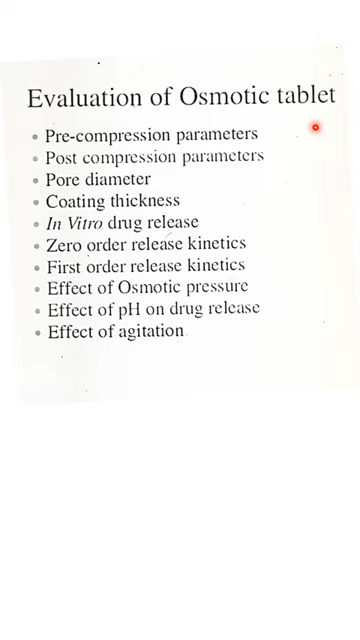 Evaluation of Osmotic tablet
• Pre-compression parameters
• Post compression parameters
• Pore diameter
• Coating thickness
• In Vitro drug release
• Zero order release kinetics
• First order release kinetics
• Effect of Osmotic pressure
• Effect of pH on drug release
• Effect of agitation